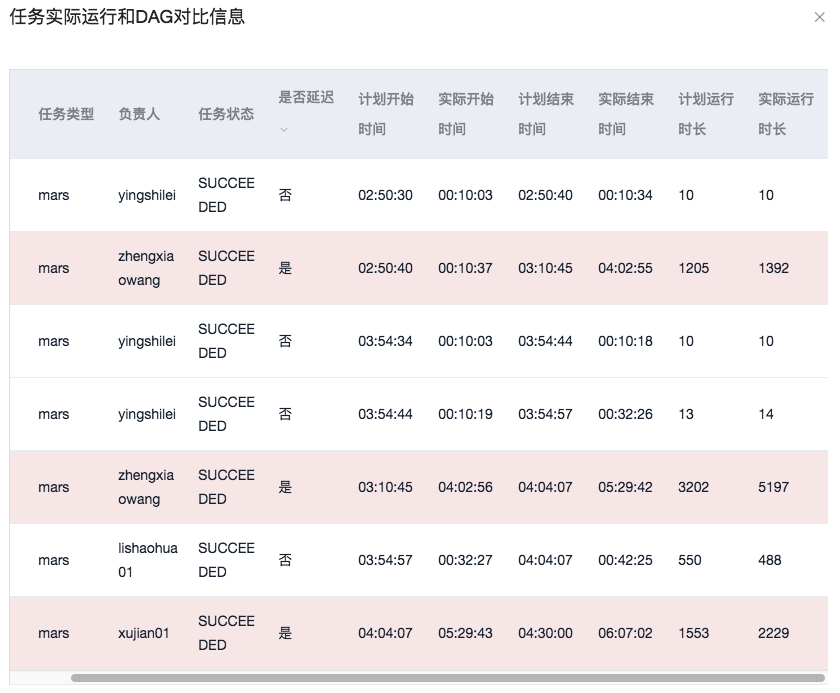 任务实际运行和DAG对比信息
任务类型 负责人 任务状态 是否延迟 计划开始时间 实际开始时间 计划结束时间 实际结束时间 计划运行时长 实际运行时长
mars yingshilei SUCCEEDED 否 02:50:30 00:10:03 02:50:40 00:10:34 10 10
mars zhengxiaowang SUCCEEDED 是 02:50:40 00:10:37 03:10:45 04:02:55 1205 1392
mars yingshilei SUCCEEDED 否 03:54:34 00:10:03 03:54:44 00:10:18 10 10
mars yingshilei SUCCEEDED 否 03:54:44 00:10:19 03:54:57 00:32:26 13 14
mars zhengxiaowang SUCCEEDED 是 03:10:45 04:02:56 04:04:07 05:29:42 3202 5197
mars lishaohua01 SUCCEEDED 否 03:54:57 00:32:27 04:04:07 00:42:25 550 488
mars xujian01 SUCCEEDED 是 04:04:07 05:29:43 04:30:00 06:07:02 1553 2229